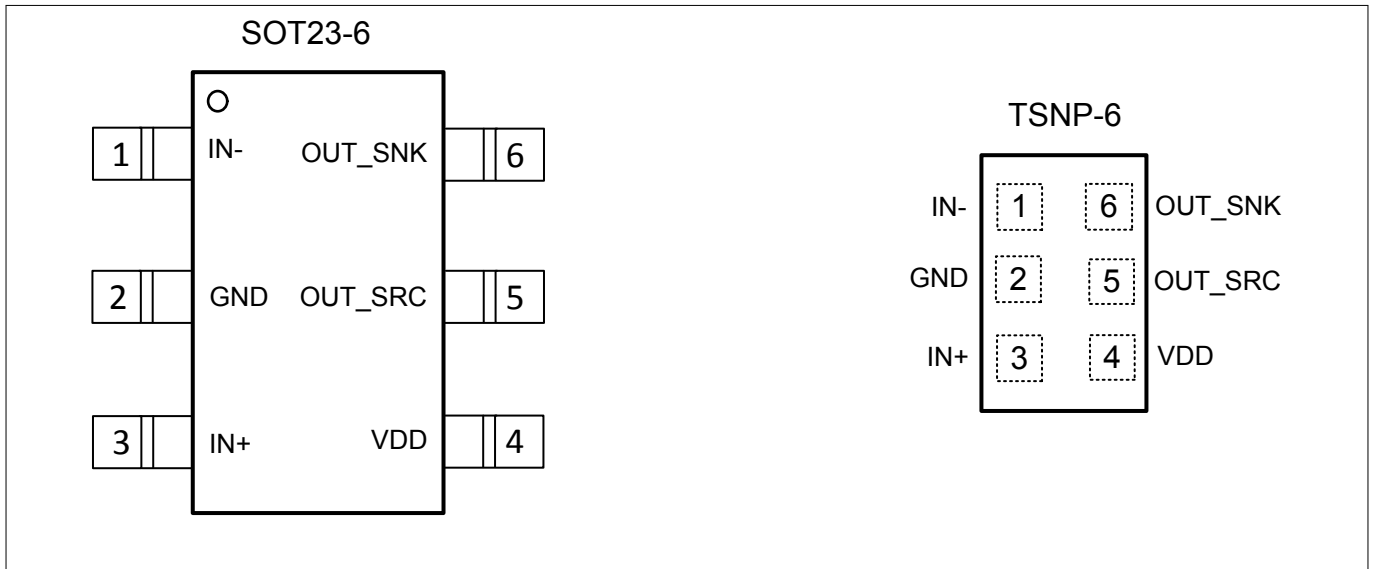 SOT23-6
1 IN- OUT_SNK 6
2 GND OUT_SRC 5
3 IN+ VDD 4
TSNP-6
IN- 1 6 OUT_SNK
GND 2 5 OUT_SRC
IN+ 3 4 VDD